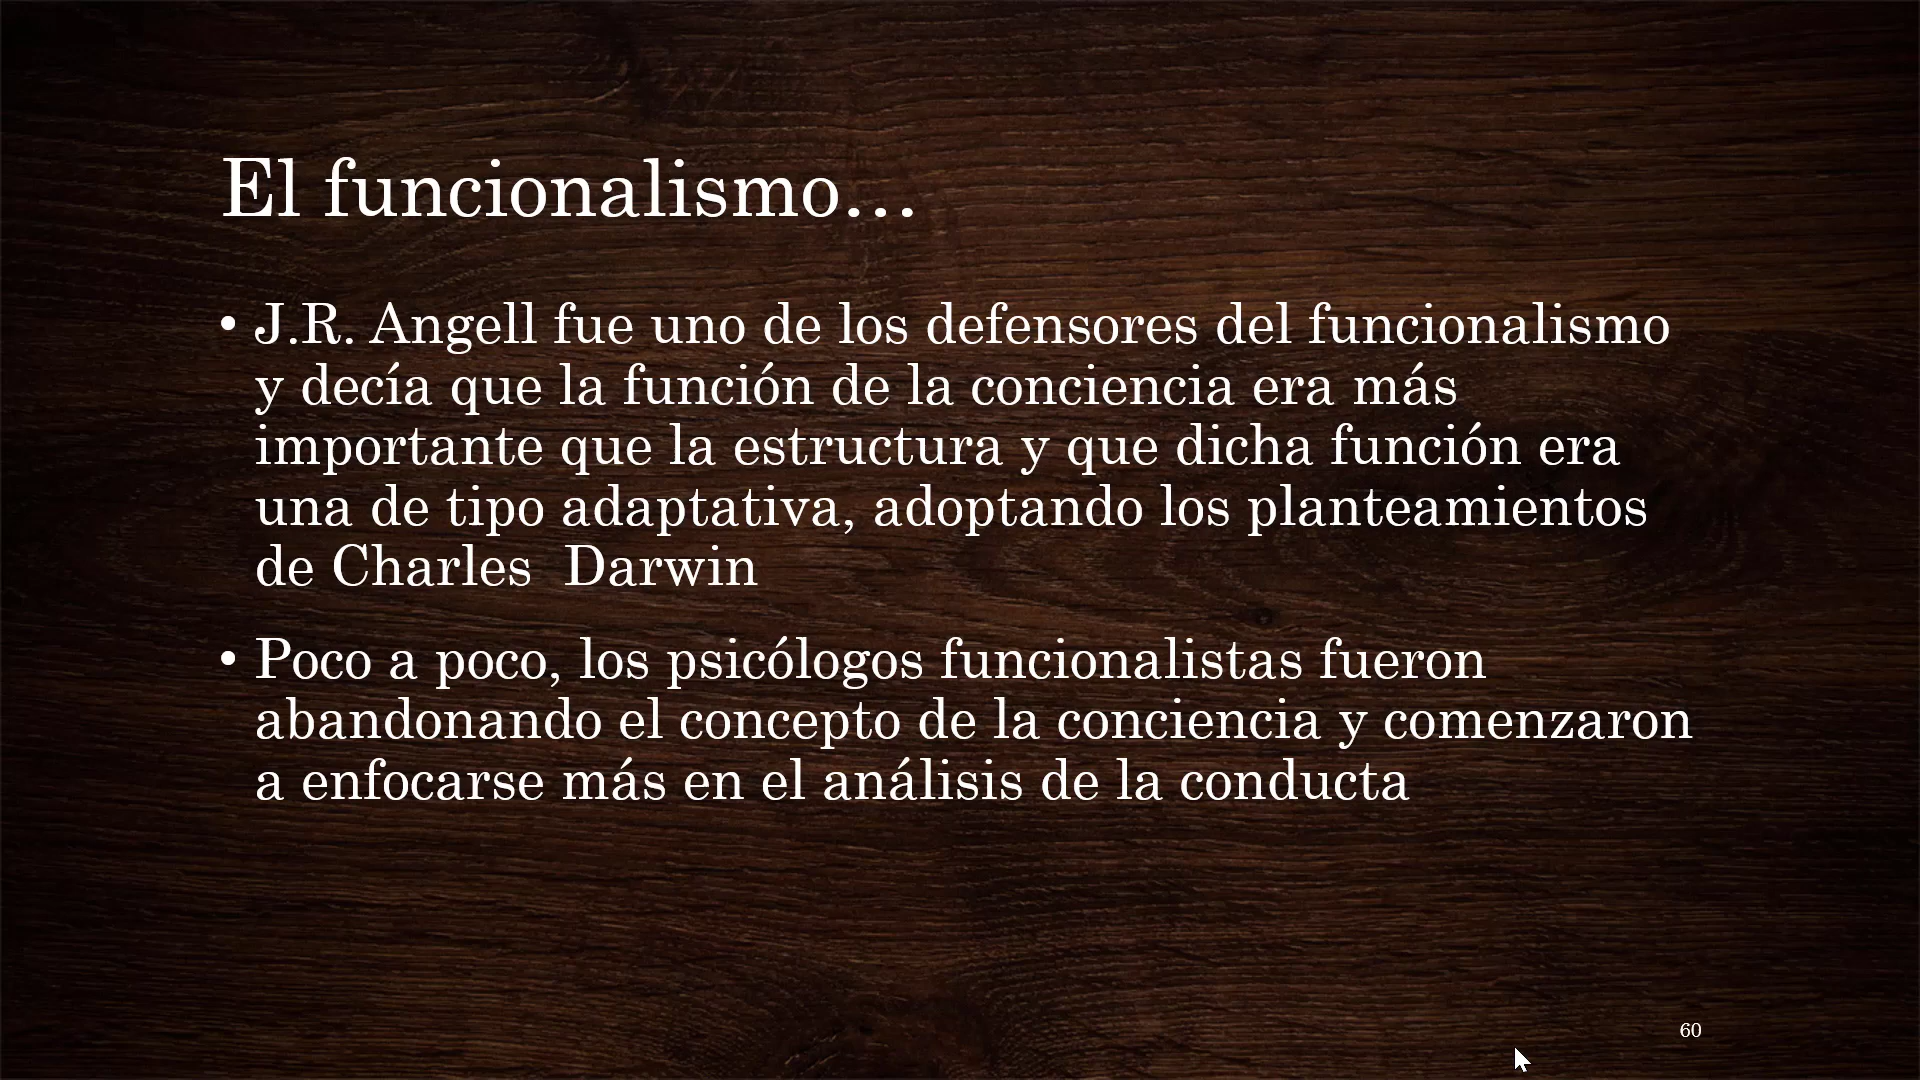 El funcionalismo...
• J.R. Angell fue uno de los defensores del funcionalismo
y decía que la función de la conciencia era más
importante que la estructura y que dicha función era
una de tipo adaptativa, adoptando los planteamientos
de Charles  Darwin
• Poco a poco, los psicólogos funcionalistas fueron
abandonando el concepto de la conciencia y comenzaron
a enfocarse más en el análisis de la conducta
60